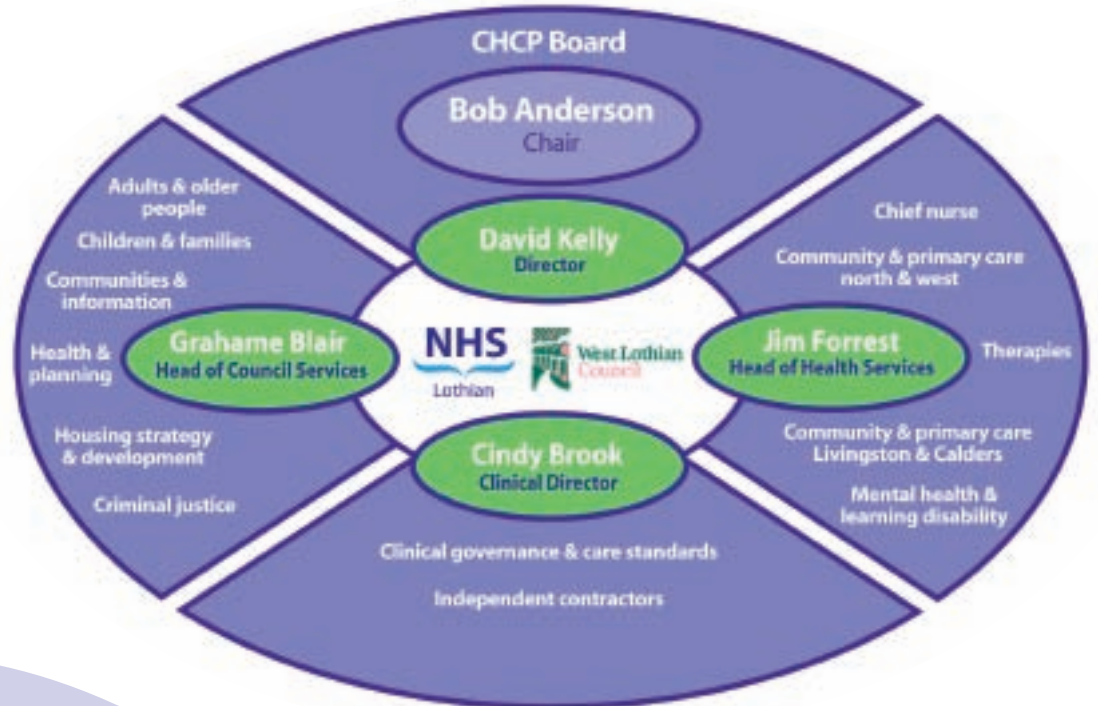 CHCP Board
Bob Anderson
Chair
David Kelly
Director
Adults & older
people
Children & families
Communities &
information
Health &
planning
Housing strategy
& development
Criminal justice
Grahame Blair
Head of Council Services
NHS
Lothian
West Lothian
Council
Jim Forrest
Head of Health Services
Chief nurse
Community & primary care
north & west
Therapies
Community & primary care
Livingston & Calders
Mental health &
learning disability
Cindy Brook
Clinical Director
Clinical governance & care standards
Independent contractors